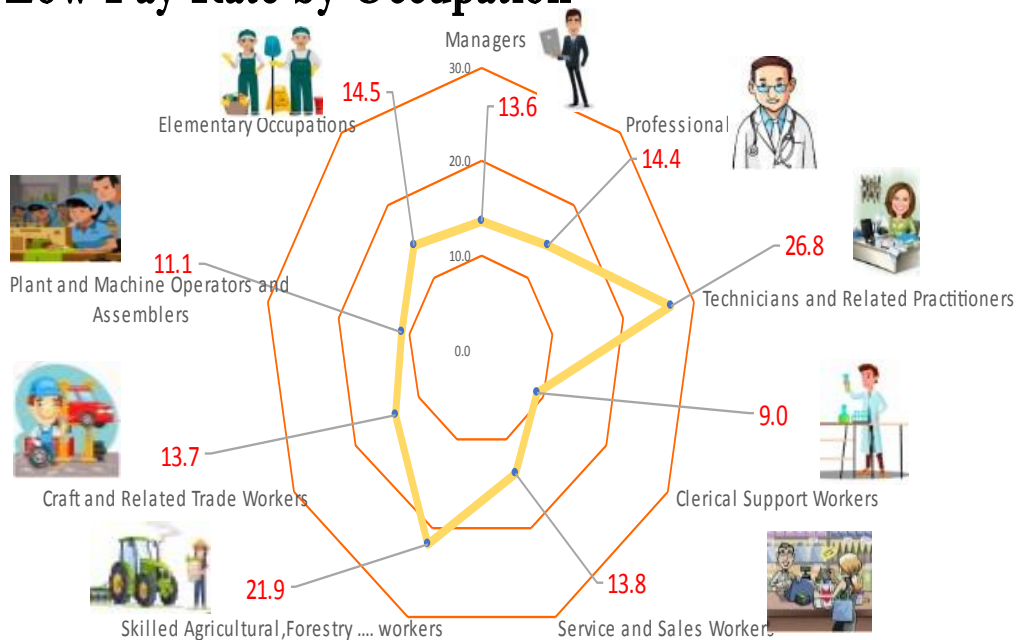 Low Pay Rate by Occupation
Managers
30.0
14.5
13.6
Elementary Occupations
Professional
14.4
20.0
26.8
10.0
11.1
Plant and Machine Operators and
Assemblers
Technicians and Related Practitioners
0.0
9.0
13.7
Craft and Related Trade Workers
Clerical Support Workers
13.8
21.9
Skilled Agricultural,Forestry .... workers
Service and Sales Workers